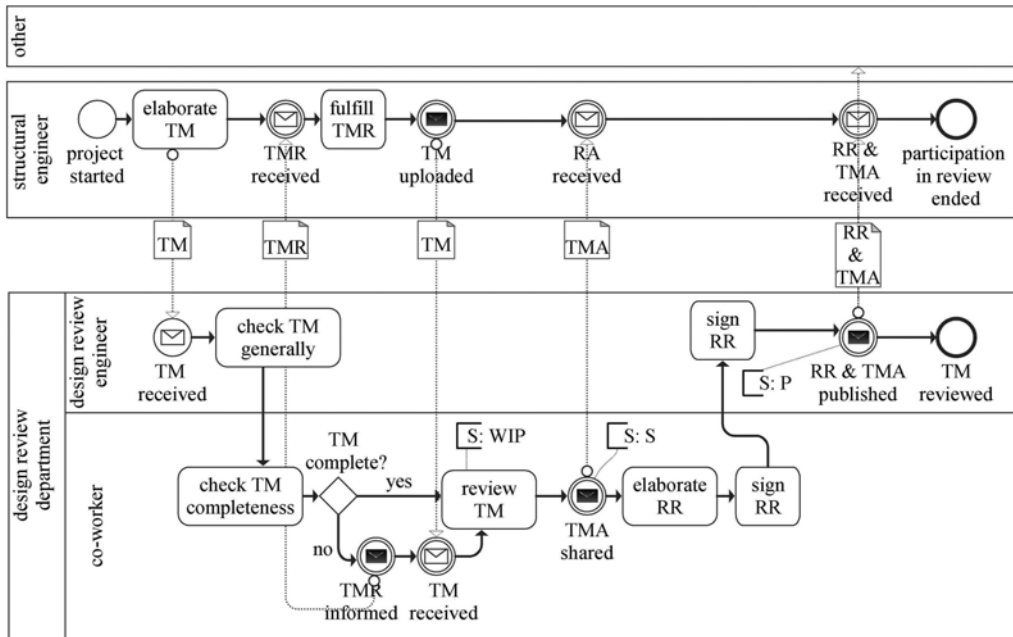 other
structural
engineer
project
started
elaborate
TM
TMR
received
fulfill
TMR
TM
uploaded
RA
received
RR &
TMA
received
participation
in review
ended
TM
TMR
TM
TMA
RR
&
TMA
design review
department
design review
engineer
TM
received
check TM
generally
sign
RR
S: P
RR & TMA
published
TM
reviewed
co-worker
check TM
completeness
TM
complete?
yes
no
TMR
informed
TM
received
S: WIP
review
TM
S: S
TMA
shared
elaborate
RR
sign
RR